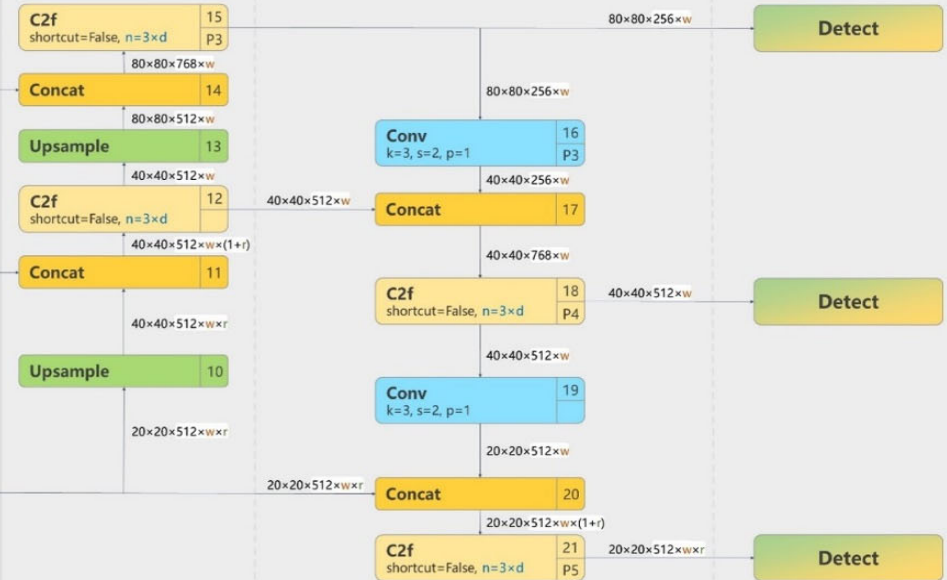 C2f 15
shortcut=False, n=3×d P3
80×80×768×w
Concat 14
80×80×512×w
Upsample 13
40×40×512×w
C2f 12
shortcut=False, n=3×d
40×40×512×w×(1+r)
Concat 11
40×40×512×w×r
Upsample 10
20×20×512×w×r
80×80×256×w
80×80×256×w
Conv 16
k=3, s=2, p=1 P3
40×40×256×w
40×40×512×w
Concat 17
40×40×768×w
C2f 18
shortcut=False, n=3×d P4
40×40×512×w
40×40×512×w
Conv 19
k=3, s=2, p=1
20×20×512×w
20×20×512×w×r
Concat 20
20×20×512×w×(1+r)
C2f 21
shortcut=False, n=3×d P5
20×20×512×w×r
Detect
Detect
Detect